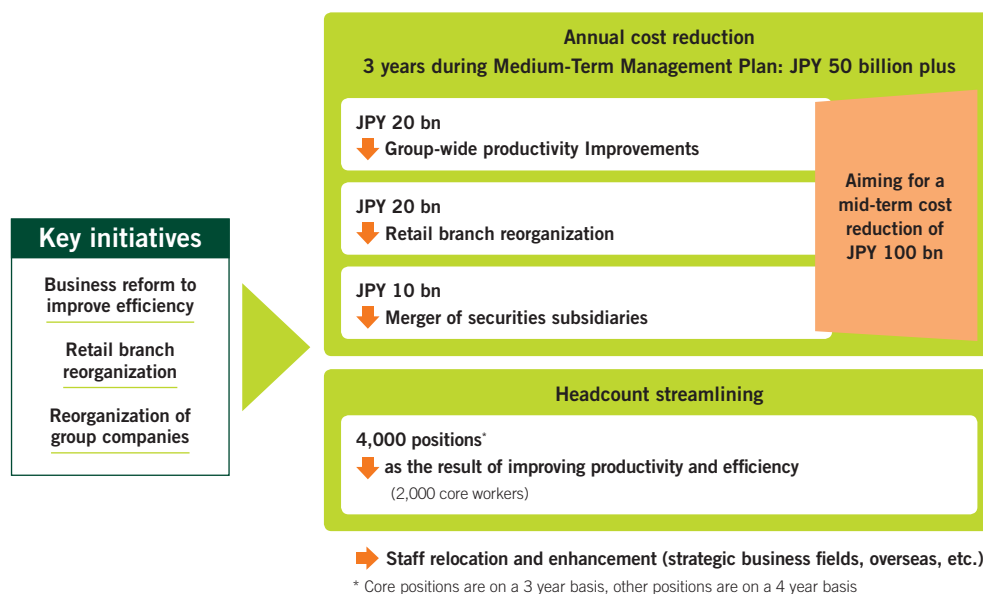 Key initiatives
Business reform to
improve efficiency
Retail branch
reorganization
Reorganization of
group companies
Annual cost reduction
3 years during Medium-Term Management Plan: JPY 50 billion plus
JPY 20 bn
Group-wide productivity Improvements
JPY 20 bn
Retail branch reorganization
JPY 10 bn
Merger of securities subsidiaries
Aiming for a
mid-term cost
reduction of
JPY 100 bn
Headcount streamlining
4,000 positions*
as the result of improving productivity and efficiency
(2,000 core workers)
Staff relocation and enhancement (strategic business fields, overseas, etc.)
* Core positions are on a 3 year basis, other positions are on a 4 year basis